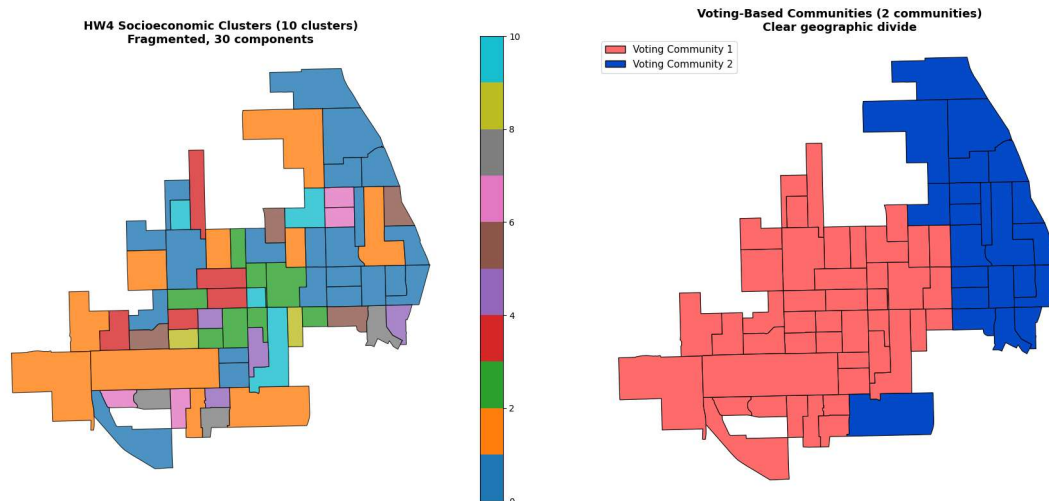 HW4 Socioeconomic Clusters (10 clusters)
Fragmented, 30 components
10
8
6
4
2
0
Voting-Based Communities (2 communities)
Clear geographic divide
Voting Community 1
Voting Community 2